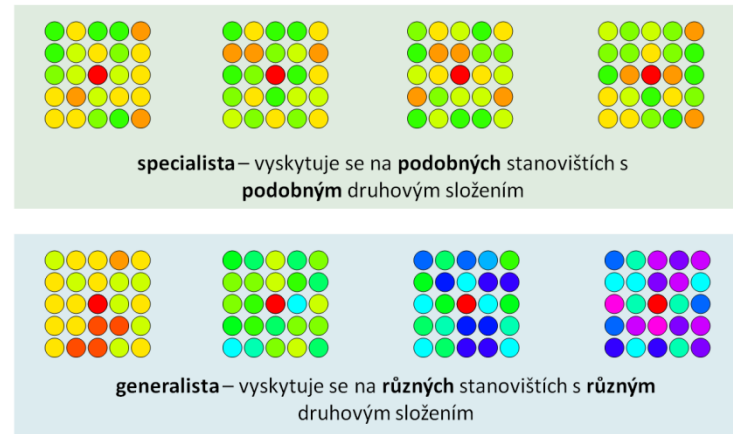 specialista – vyskytuje se na podobných stanovištích s
podobným druhovým složením
generalista – vyskytuje se na různých stanovištích s různým
druhovým složením